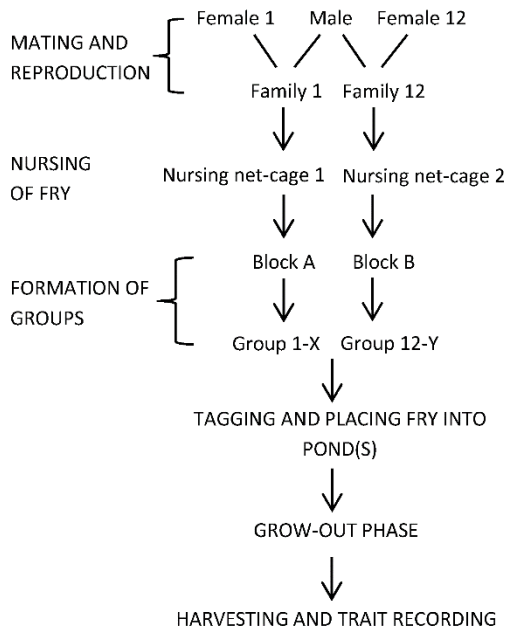 Female 1 Male Female 12
MATING AND
REPRODUCTION
Family 1 Family 12
NURSING
OF FRY
Nursing net-cage 1 Nursing net-cage 2
Block A Block B
FORMATION OF
GROUPS
Group 1-X Group 12-Y
TAGGING AND PLACING FRY INTO
POND(S)
GROW-OUT PHASE
HARVESTING AND TRAIT RECORDING